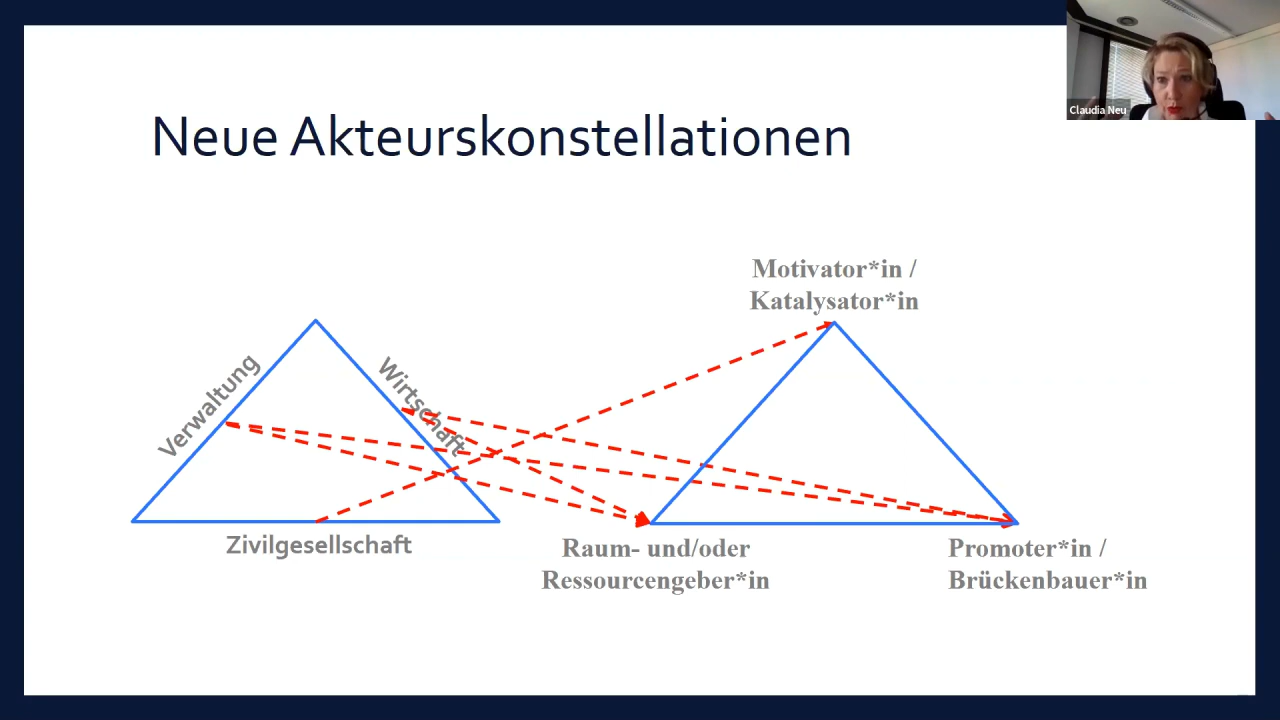 Claudia Neu
Neue Akteurskonstellationen
Motivator*in /
Katalysator*in
Verwaltung
Wirtschaft
Zivilgesellschaft
Raum- und/oder
Ressourcengeber*in
Promoter*in /
Brückenbauer*in